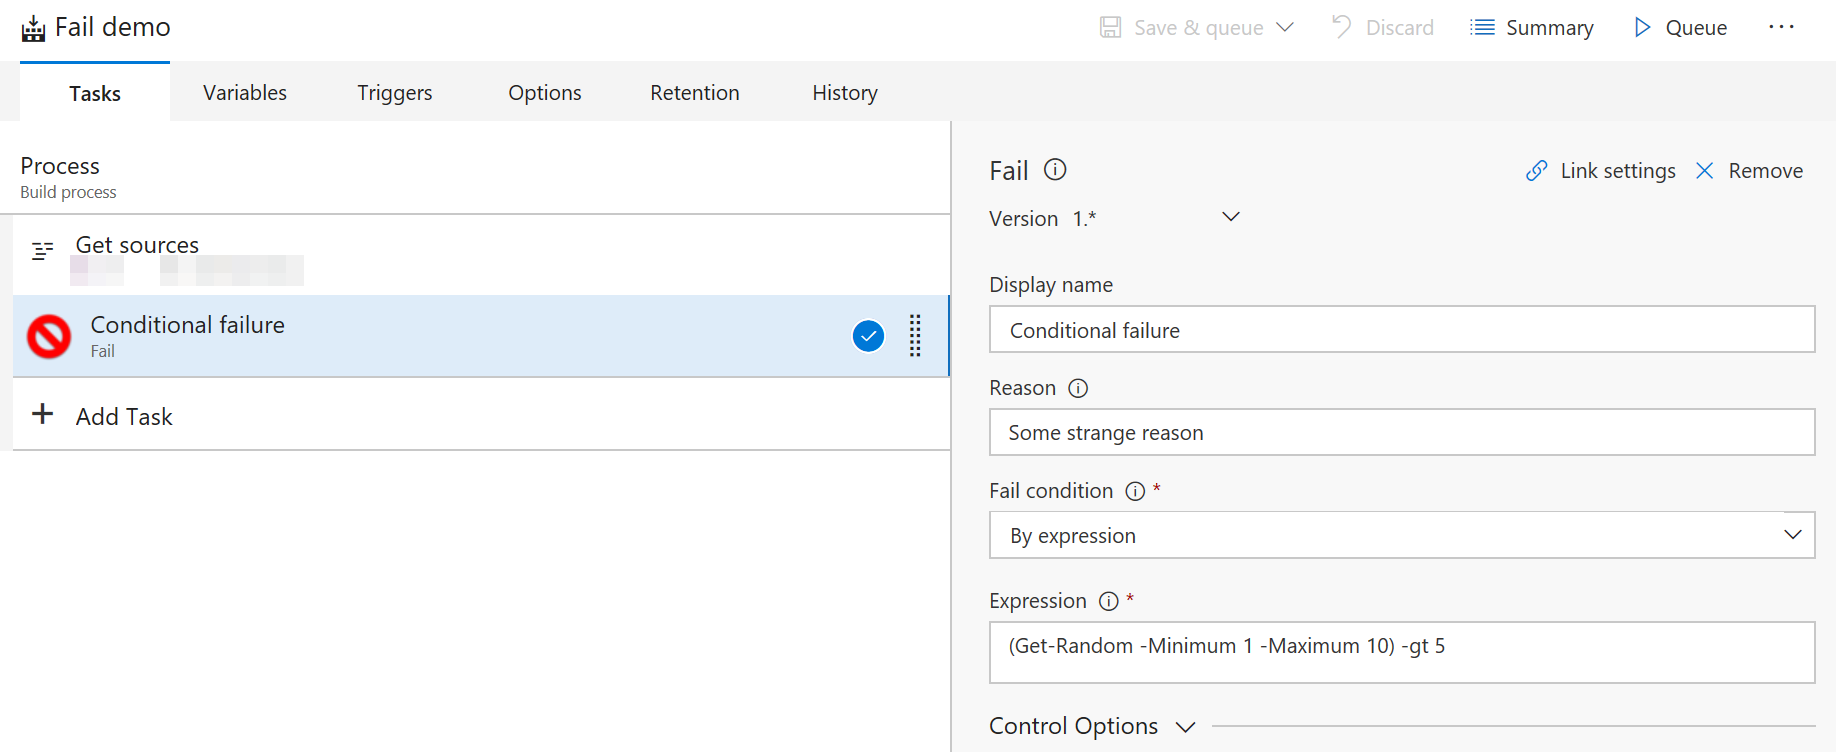 Fail demo
Save & queue
Discard
Summary
Queue
Tasks
Variables
Triggers
Options
Retention
History
Process
Build process
Get sources
Conditional failure
Fail
Add Task
Fail
Link settings
Remove
Version 1.*
Display name
Conditional failure
Reason
Some strange reason
Fail condition *
By expression
Expression *
(Get-Random -Minimum 1 -Maximum 10) -gt 5
Control Options